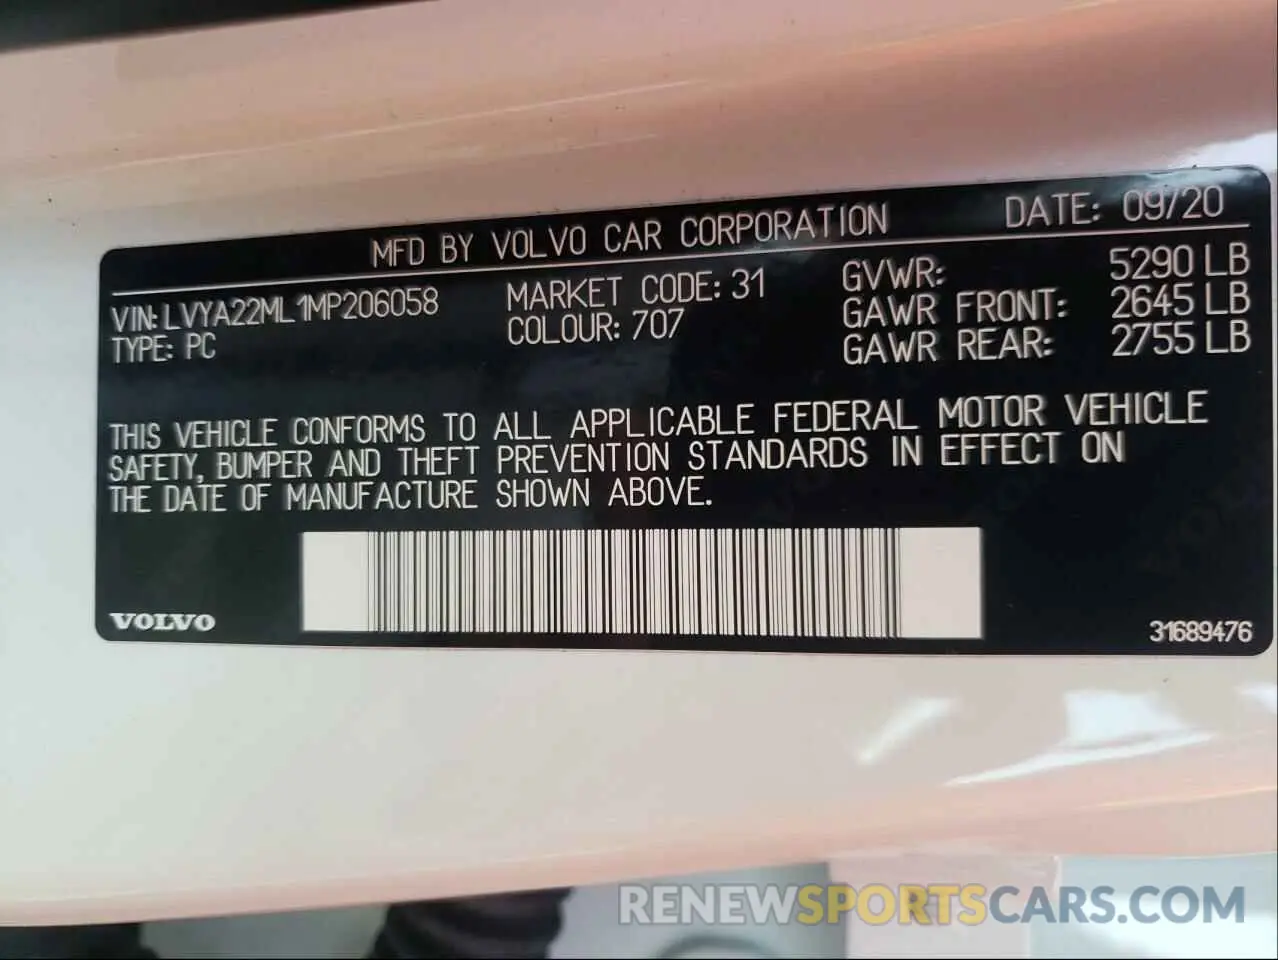 MFD BY VOLVO CAR CORPORATION DATE: 09/20
VIN: LVYA22ML1MP206058 MARKET CODE: 31 GVWR: 5290 LB
TYPE: PC COLOUR: 707 GAWR FRONT: 2645 LB
GAWR REAR: 2755 LB
THIS VEHICLE CONFORMS TO ALL APPLICABLE FEDERAL MOTOR VEHICLE
SAFETY, BUMPER AND THEFT PREVENTION STANDARDS IN EFFECT ON
THE DATE OF MANUFACTURE SHOWN ABOVE.
VOLVO 31689476
RENEWSPORTSCARS.COM